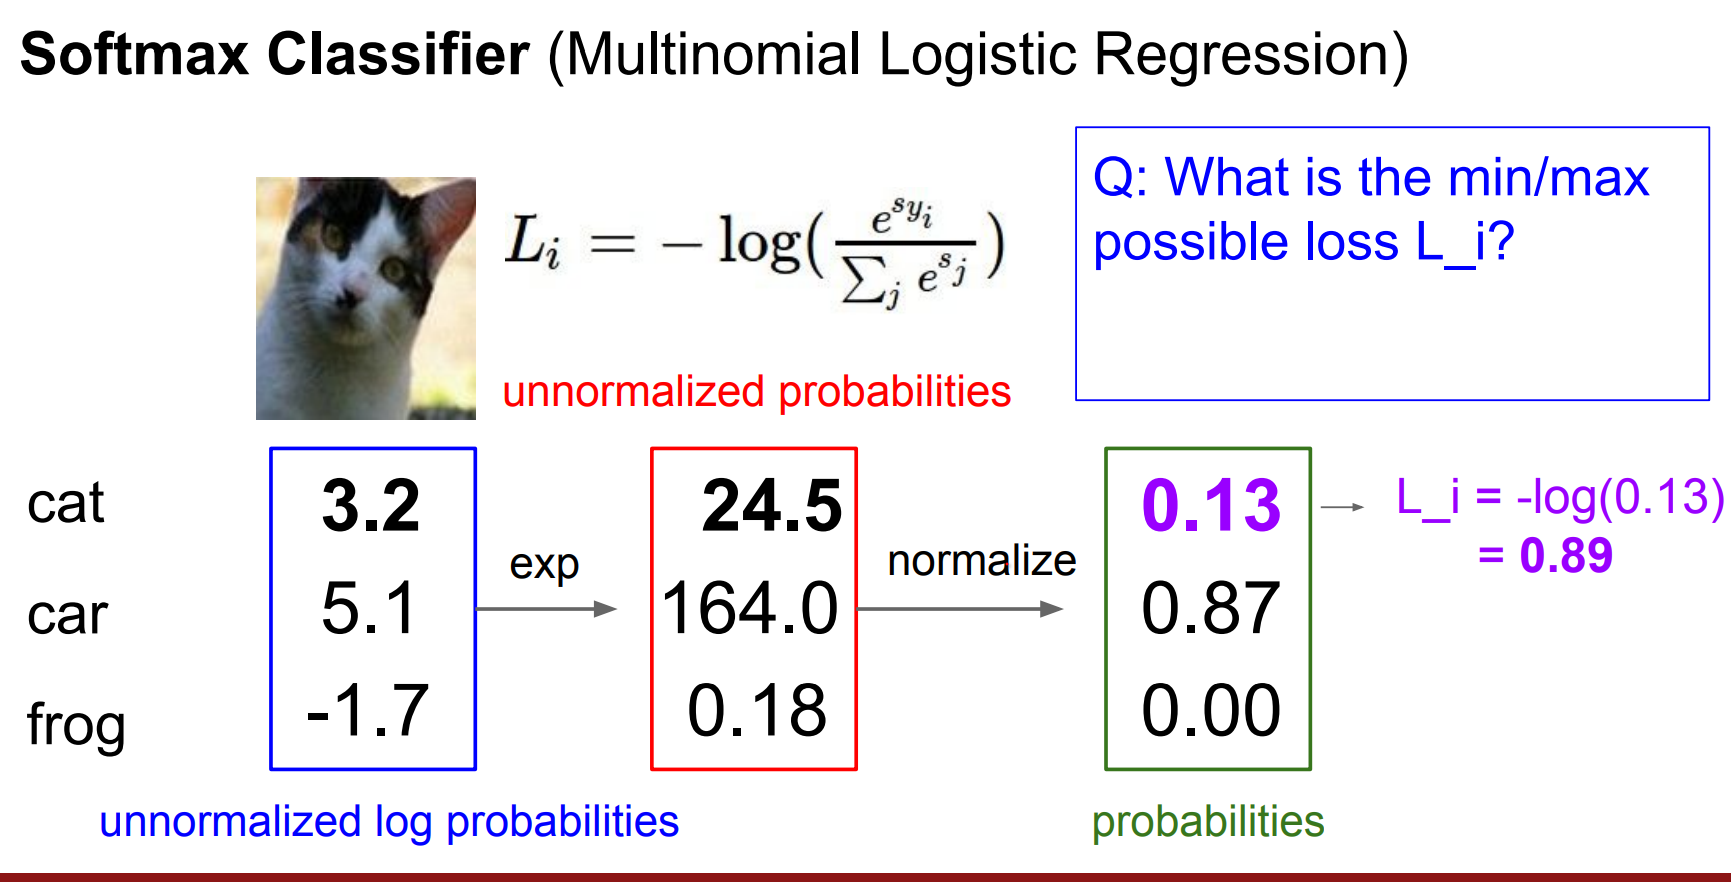 Softmax Classifier (Multinomial Logistic Regression)
L_i = − log(e^{s_{y_i}} / ∑_j e^{s_j})
Q: What is the min/max
possible loss L_i?
unnormalized probabilities
cat 3.2 24.5 0.13 L_i = -log(0.13)
= 0.89
exp normalize
car 5.1 164.0 0.87
frog -1.7 0.18 0.00
unnormalized log probabilities probabilities